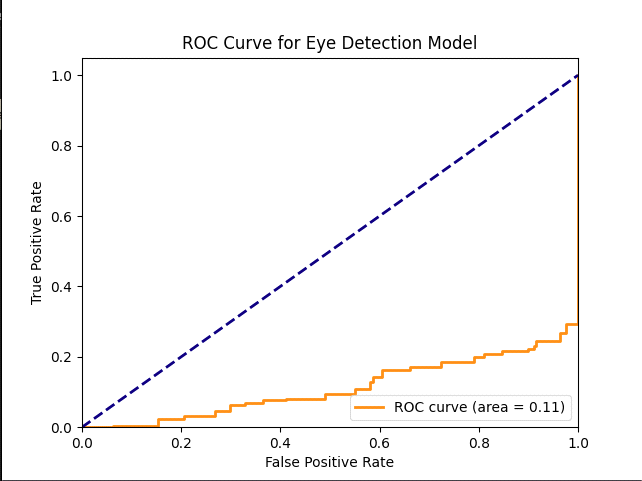 ROC Curve for Eye Detection Model
1.0
0.8
0.6
0.4
0.2
0.0
True Positive Rate
ROC curve (area = 0.11)
0.0 0.2 0.4 0.6 0.8 1.0
False Positive Rate